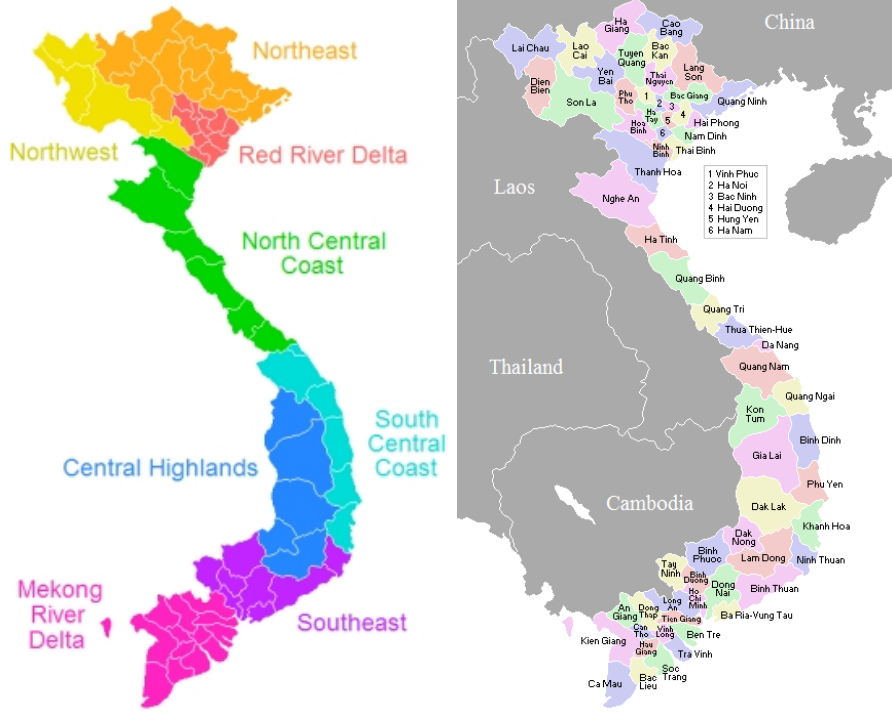 Northeast
Northwest
Red River Delta
North Central
Coast
South
Central
Coast
Central Highlands
Mekong
River
Delta
Southeast
China
Ha
Giang
Cao
Bang
Lai Chau
Lao
Cai
Tuyen
Quang
Bac
Kan
Yen
Bai
Thai
Nguyen
Lang
Son
Dien
Bien
Son La
Phu
Tho
1
2
3
4
5
6
Bac Giang
Quang Ninh
Ha
Tay
Hoa
Binh
Hai Phong
Nam Dinh
Ninh
Binh
Thai Binh
Thanh Hoa
1 Vinh Phuc
2 Ha Noi
3 Bac Ninh
4 Hai Duong
5 Hung Yen
6 Ha Nam
Laos
Nghe An
Ha Tinh
Quang Binh
Quang Tri
Thua Thien-Hue
Da Nang
Thailand
Quang Nam
Quang Ngai
Kon
Tum
Binh Dinh
Gia Lai
Phu Yen
Cambodia
Dak Lak
Khanh Hoa
Dak
Nong
Binh
Phuoc
Lam Dong
Ninh Thuan
Tay
Ninh
Binh
Duong
Dong
Nai
Binh Thuan
Ho
Chi
Minh
Long
An
An
Giang
Dong
Thap
Tien Giang
Ba Ria-Vung Tau
Kien Giang
Can
Tho
Vinh
Long
Ben Tre
Hau
Giang
Tra Vinh
Soc
Trang
Ca Mau
Bac
Lieu